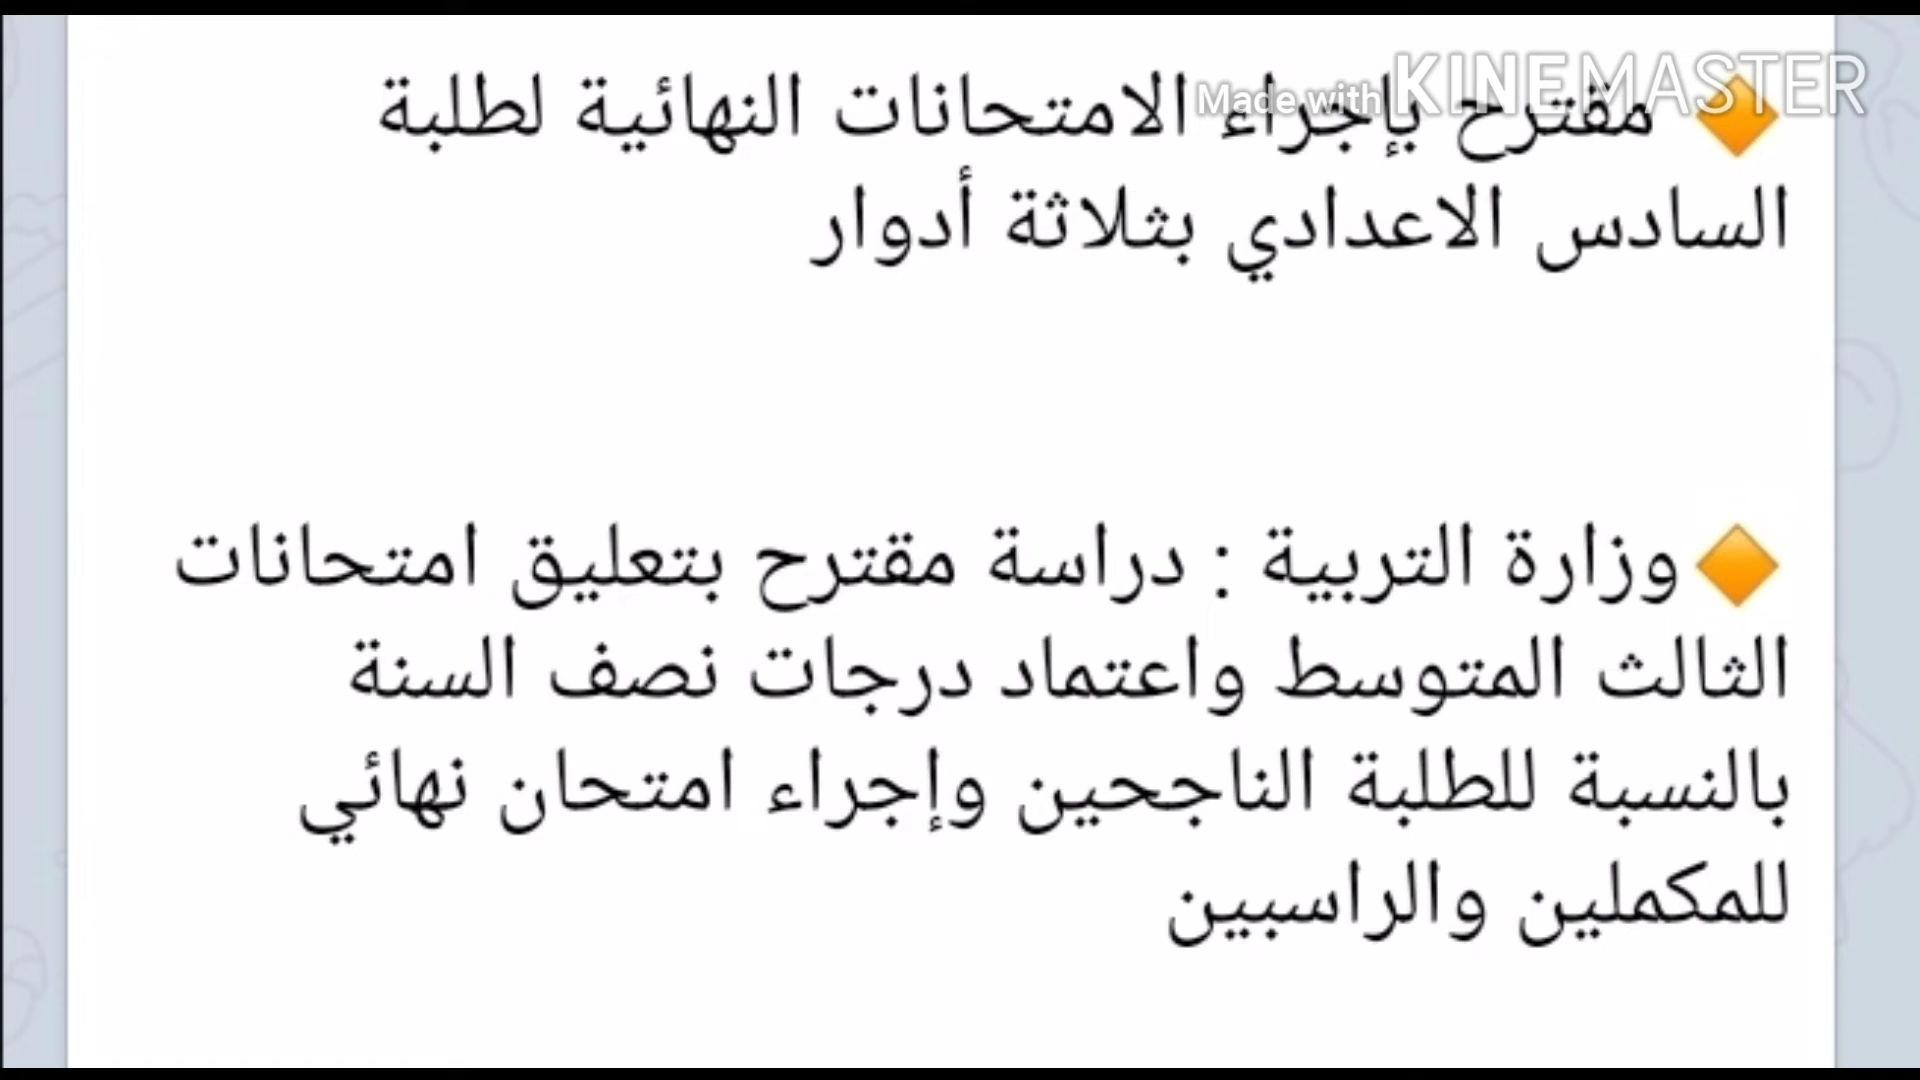 Made with KINEMASTER
🔶 مقترح بإجراء الامتحانات النهائية لطلبة
السادس الاعدادي بثلاثة أدوار
🔶وزارة التربية : دراسة مقترح بتعليق امتحانات
الثالث المتوسط واعتماد درجات نصف السنة
بالنسبة للطلبة الناجحين وإجراء امتحان نهائي
للمكملين والراسبين